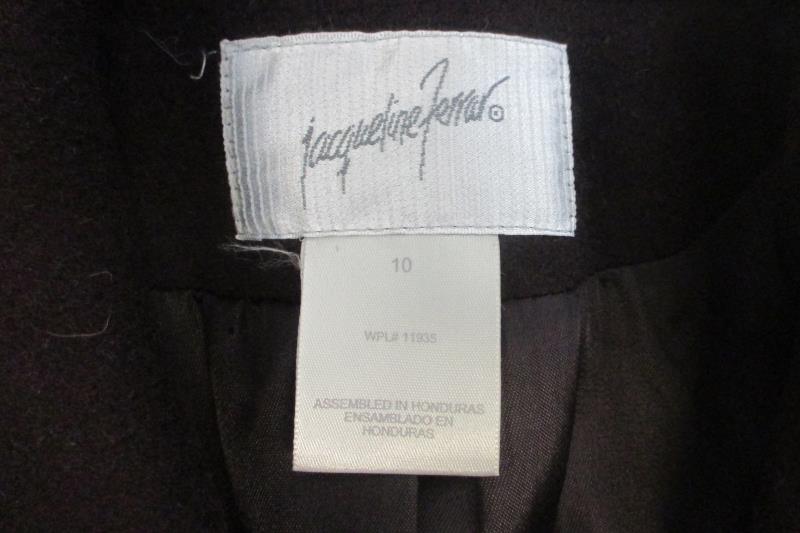 jacqueline ferrar®
10
WPL# 11935
ASSEMBLED IN HONDURAS
ENSAMBLADO EN
HONDURAS